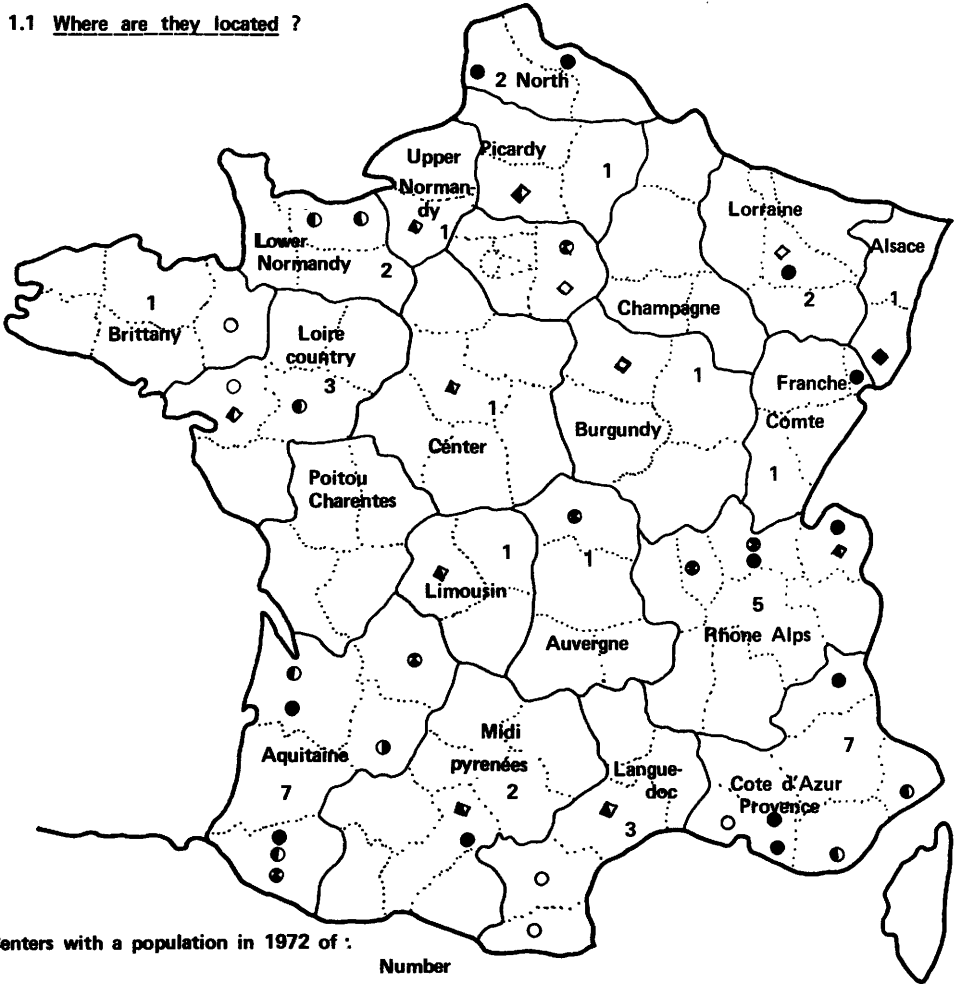 1.1 Where are they located ?
2 North
Picardy
1
Upper
Norman-
dy
1
Lorraine
2
Alsace
1
Lower
Normandy
2
1
Brittany
Loire
country
3
Champagne
1
Burgundy
Franche
Comte
1
1
Center
Poitou
Charentes
1
Limousin
1
Auvergne
5
Rhone Alps
Midi
pyrenées
2
Aquitaine
7
Langue-
doc
3
7
Cote d'Azur
Provence
enters with a population in 1972 of :
Number